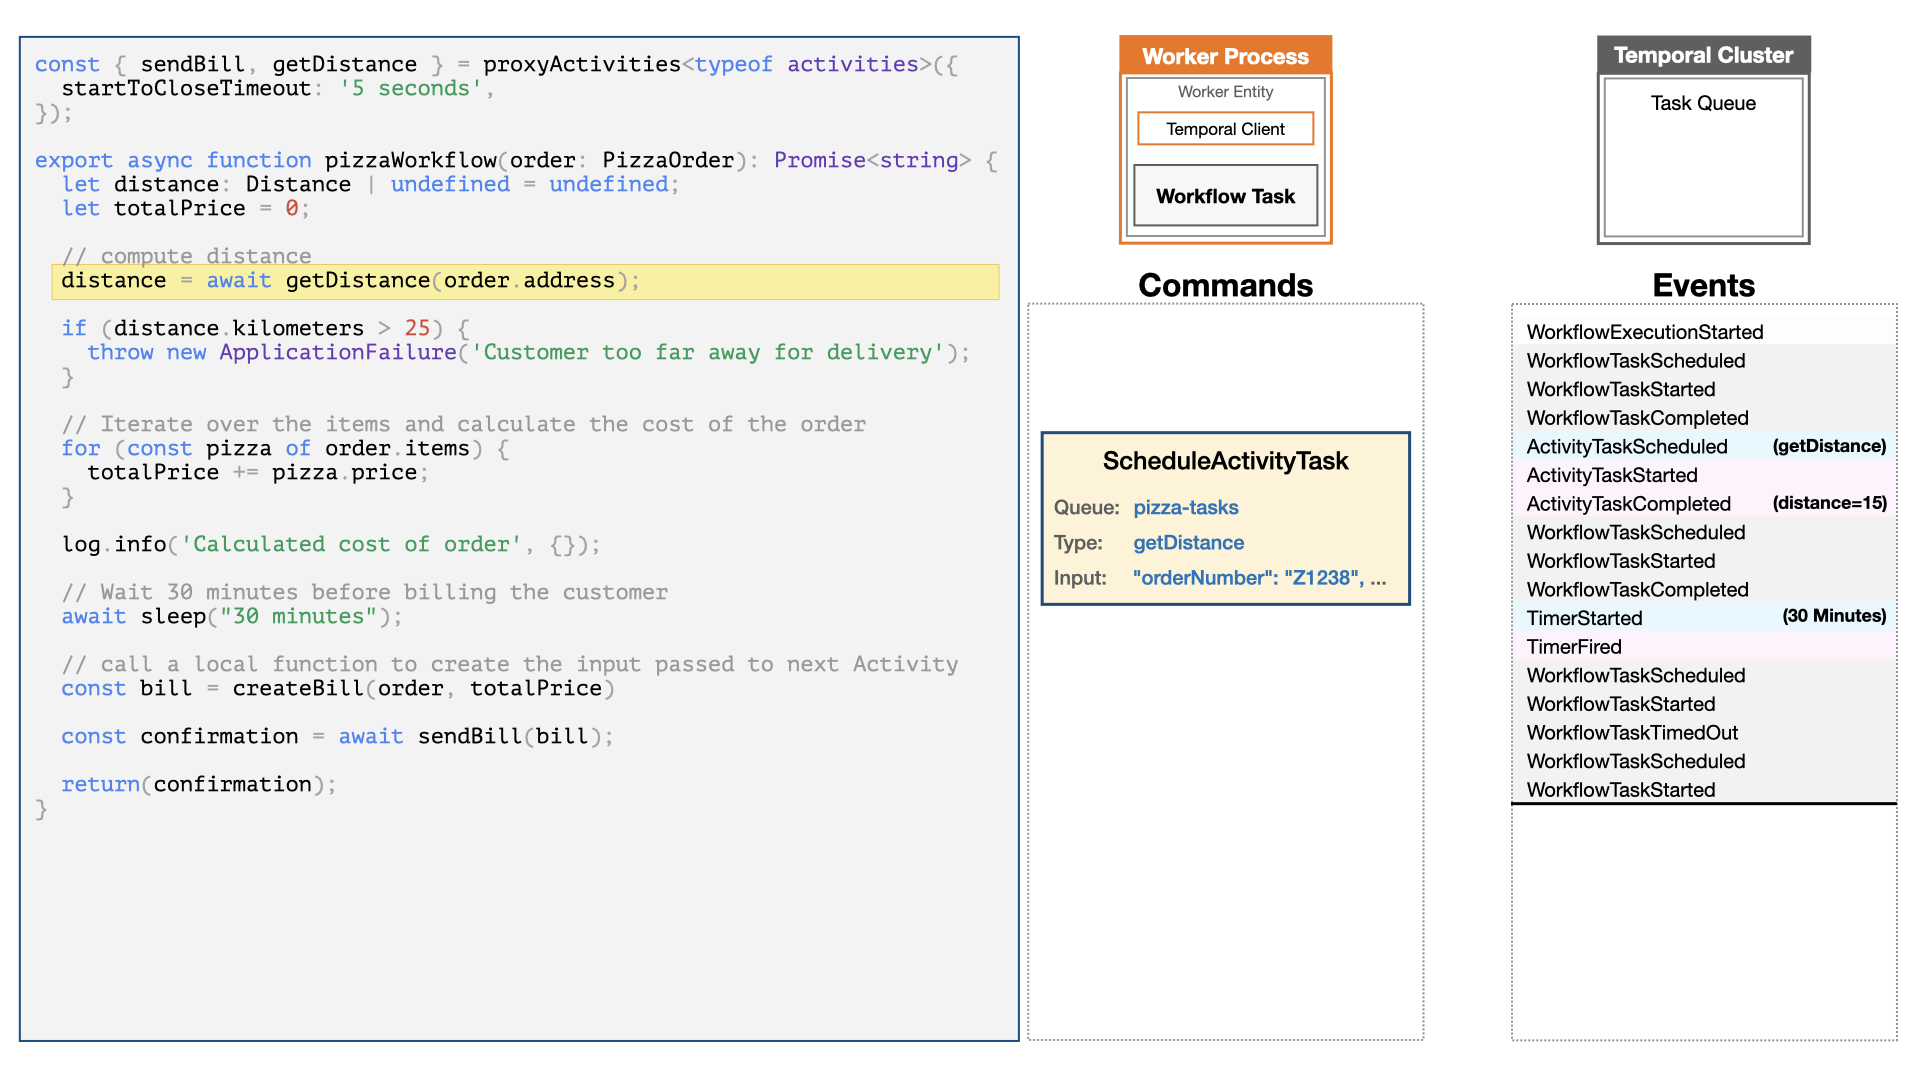 const { sendBill, getDistance } = proxyActivities<typeof activities>({
  startToCloseTimeout: '5 seconds',
});

export async function pizzaWorkflow(order: PizzaOrder): Promise<string> {
  let distance: Distance | undefined = undefined;
  let totalPrice = 0;

  // compute distance
  distance = await getDistance(order.address);

  if (distance.kilometers > 25) {
    throw new ApplicationFailure('Customer too far away for delivery');
  }

  // Iterate over the items and calculate the cost of the order
  for (const pizza of order.items) {
    totalPrice += pizza.price;
  }

  log.info('Calculated cost of order', {});

  // Wait 30 minutes before billing the customer
  await sleep("30 minutes");

  // call a local function to create the input passed to next Activity
  const bill = createBill(order, totalPrice)

  const confirmation = await sendBill(bill);

  return(confirmation);
}
Worker Process
Worker Entity
Temporal Client
Workflow Task
Commands
ScheduleActivityTask
Queue: pizza-tasks
Type: getDistance
Input: "orderNumber": "Z1238", ...
Temporal Cluster
Task Queue
Events
WorkflowExecutionStarted
WorkflowTaskScheduled
WorkflowTaskStarted
WorkflowTaskCompleted
ActivityTaskScheduled (getDistance)
ActivityTaskStarted
ActivityTaskCompleted (distance=15)
WorkflowTaskScheduled
WorkflowTaskStarted
WorkflowTaskCompleted
TimerStarted (30 Minutes)
TimerFired
WorkflowTaskScheduled
WorkflowTaskStarted
WorkflowTaskTimedOut
WorkflowTaskScheduled
WorkflowTaskStarted